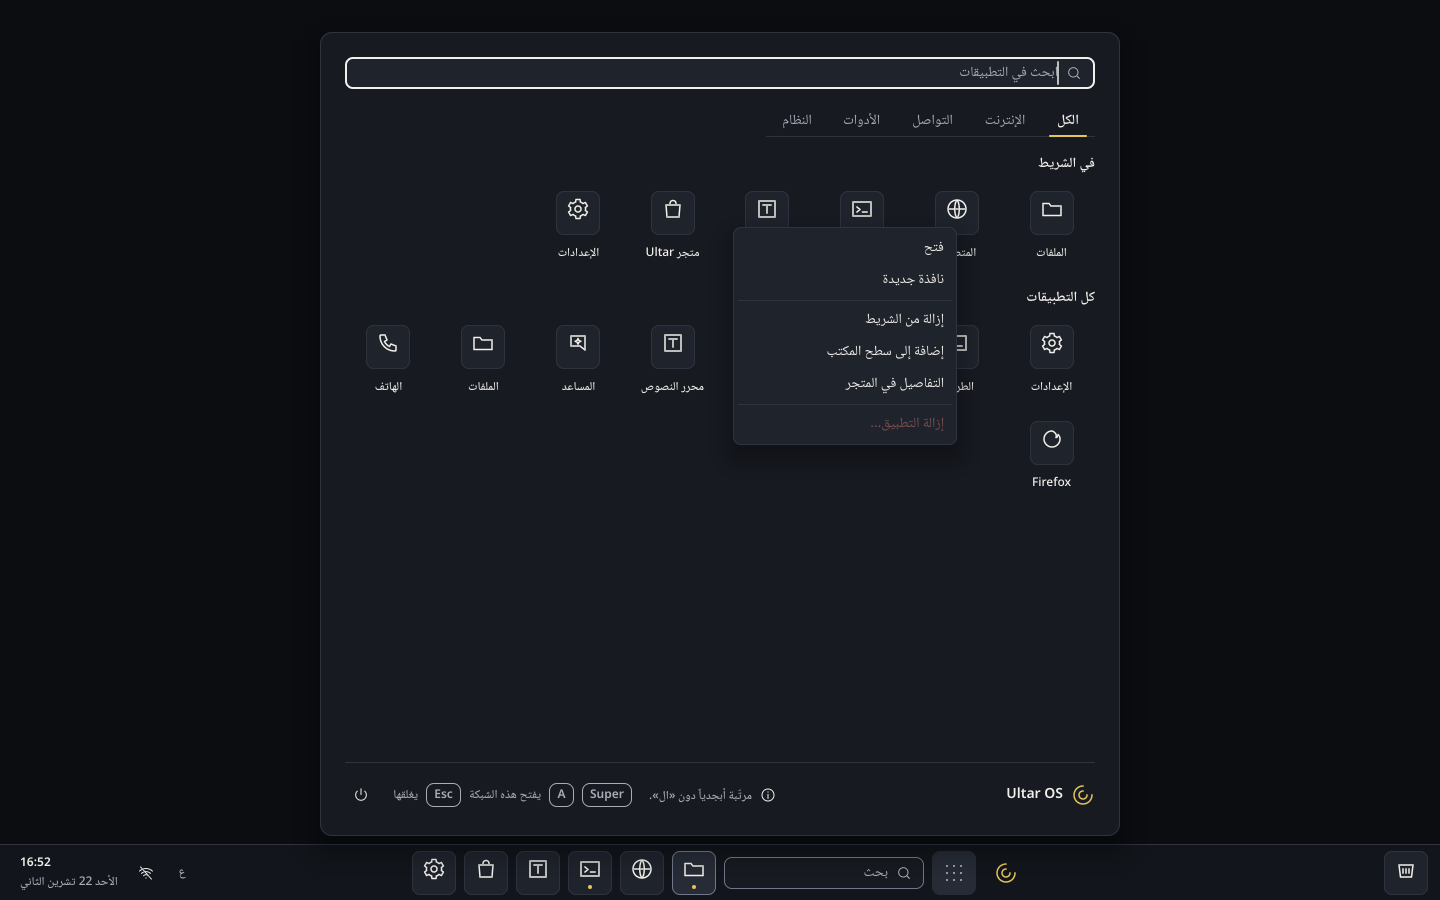 ابحث في التطبيقات
الكل
الإنترنت
التواصل
الأدوات
النظام
في الشريط
الملفات
متجر Ultar
الإعدادات
فتح
نافذة جديدة
إزالة من الشريط
إضافة إلى سطح المكتب
التفاصيل في المتجر
إزالة التطبيق...
كل التطبيقات
الإعدادات
محرر النصوص
المساعد
الملفات
الهاتف
Firefox
Ultar OS
مرتّبة أبجدياً دون «ال».
Super A يفتح هذه الشبكة Esc يغلقها
بحث
ع
16:52
الأحد 22 تشرين الثاني